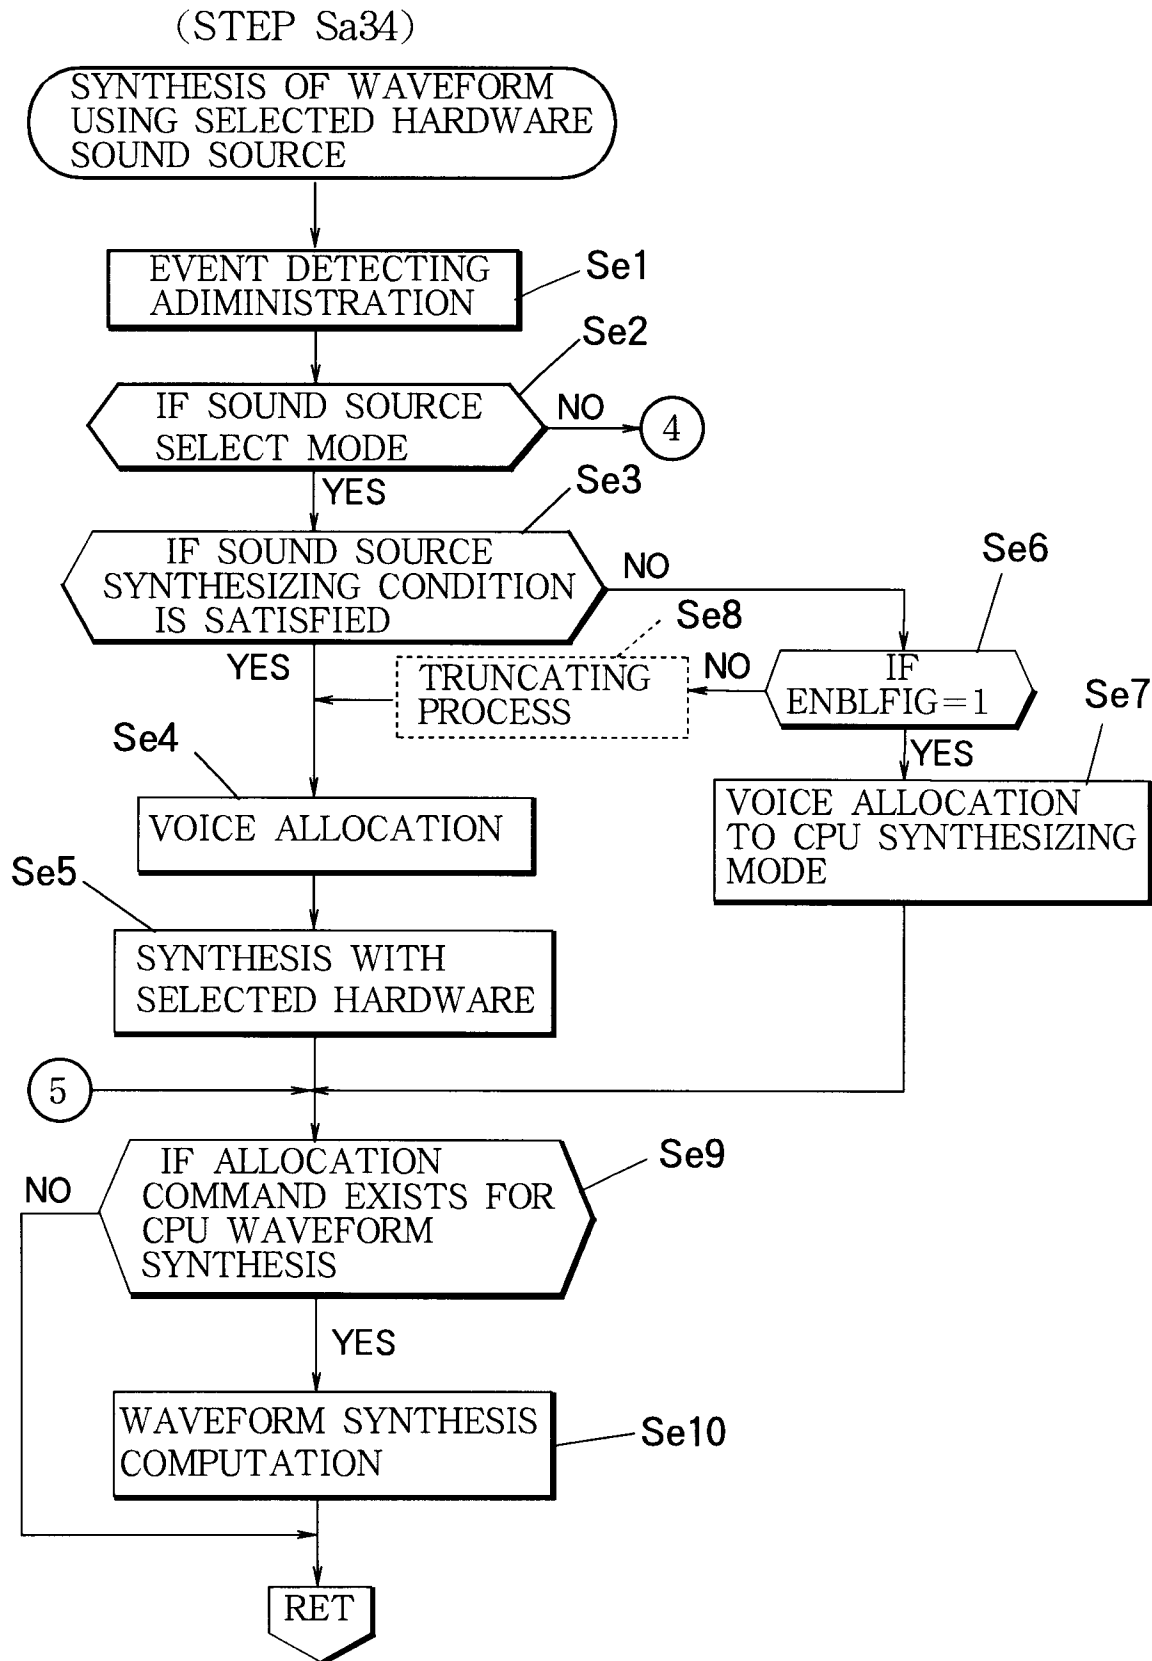 (STEP Sa34)
SYNTHESIS OF WAVEFORM
USING SELECTED HARDWARE
SOUND SOURCE
EVENT DETECTING
ADIMINISTRATION
Se1
Se2
IF SOUND SOURCE
SELECT MODE
NO
4
YES
Se3
IF SOUND SOURCE
SYNTHESIZING CONDITION
IS SATISFIED
NO
Se6
YES
Se8
TRUNCATING
PROCESS
NO
IF
ENBLFIG=1
Se7
YES
Se4
VOICE ALLOCATION
VOICE ALLOCATION
TO CPU SYNTHESIZING
MODE
Se5
SYNTHESIS WITH
SELECTED HARDWARE
5
IF ALLOCATION
COMMAND EXISTS FOR
CPU WAVEFORM
SYNTHESIS
Se9
NO
YES
WAVEFORM SYNTHESIS
COMPUTATION
Se10
RET